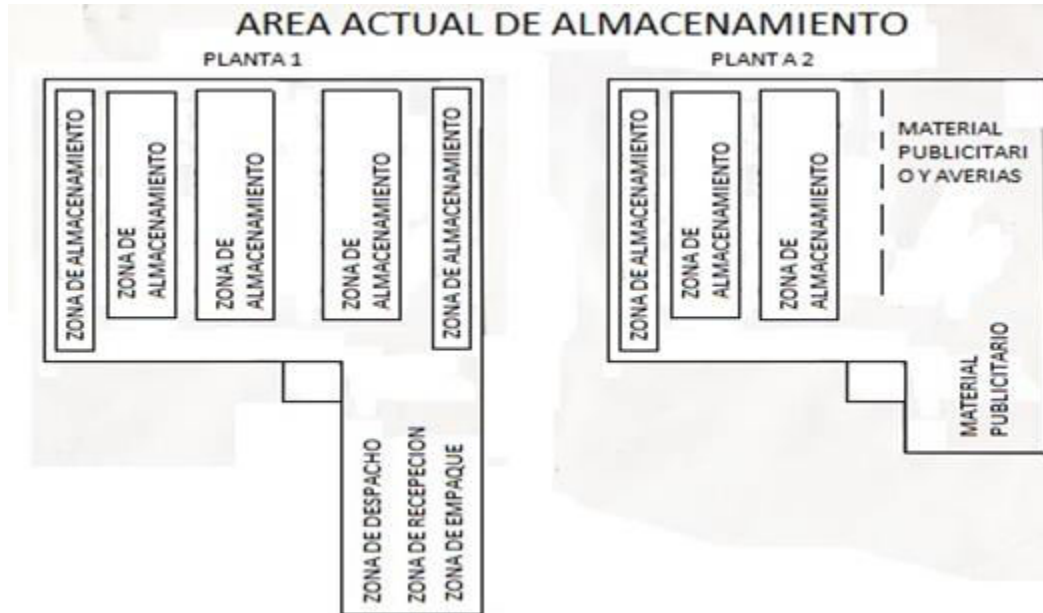 AREA ACTUAL DE ALMACENAMIENTO
PLANTA 1
ZONA DE ALMACENAMIENTO
ZONA DE
ALMACENAMIENTO
ZONA DE
ALMACENAMIENTO
ZONA DE
ALMACENAMIENTO
ZONA DE ALMACENAMIENTO
ZONA DE DESPACHO
ZONA DE RECEPECION
ZONA DE EMPAQUE
PLANT A 2
ZONA DE ALMACENAMIENTO
ZONA DE
ALMACENAMIENTO
ZONA DE
ALMACENAMIENTO
MATERIAL
PUBLICITARI
O Y AVERIAS
MATERIAL
PUBLICITARIO